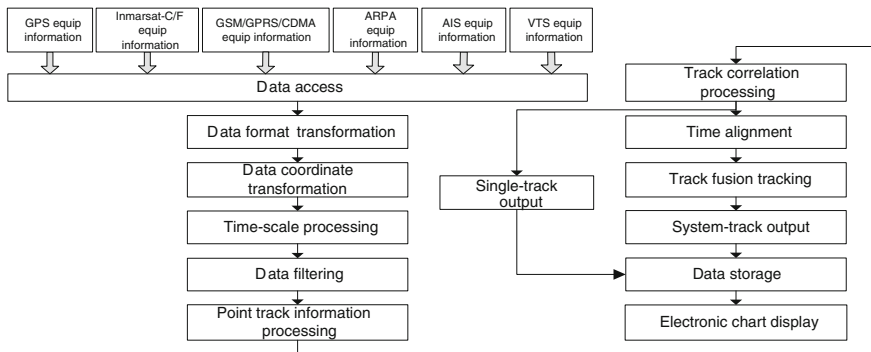 GPS equip
information
Inmarsat-C/F
equip
information
GSM/GPRS/CDMA
equip information
ARPA
equip
information
AIS equip
information
VTS equip
information
Data access
Data format transformation
Data coordinate
transformation
Time-scale processing
Data filtering
Point track information
processing
Track correlation
processing
Time alignment
Single-track
output
Track fusion tracking
System-track output
Data storage
Electronic chart display